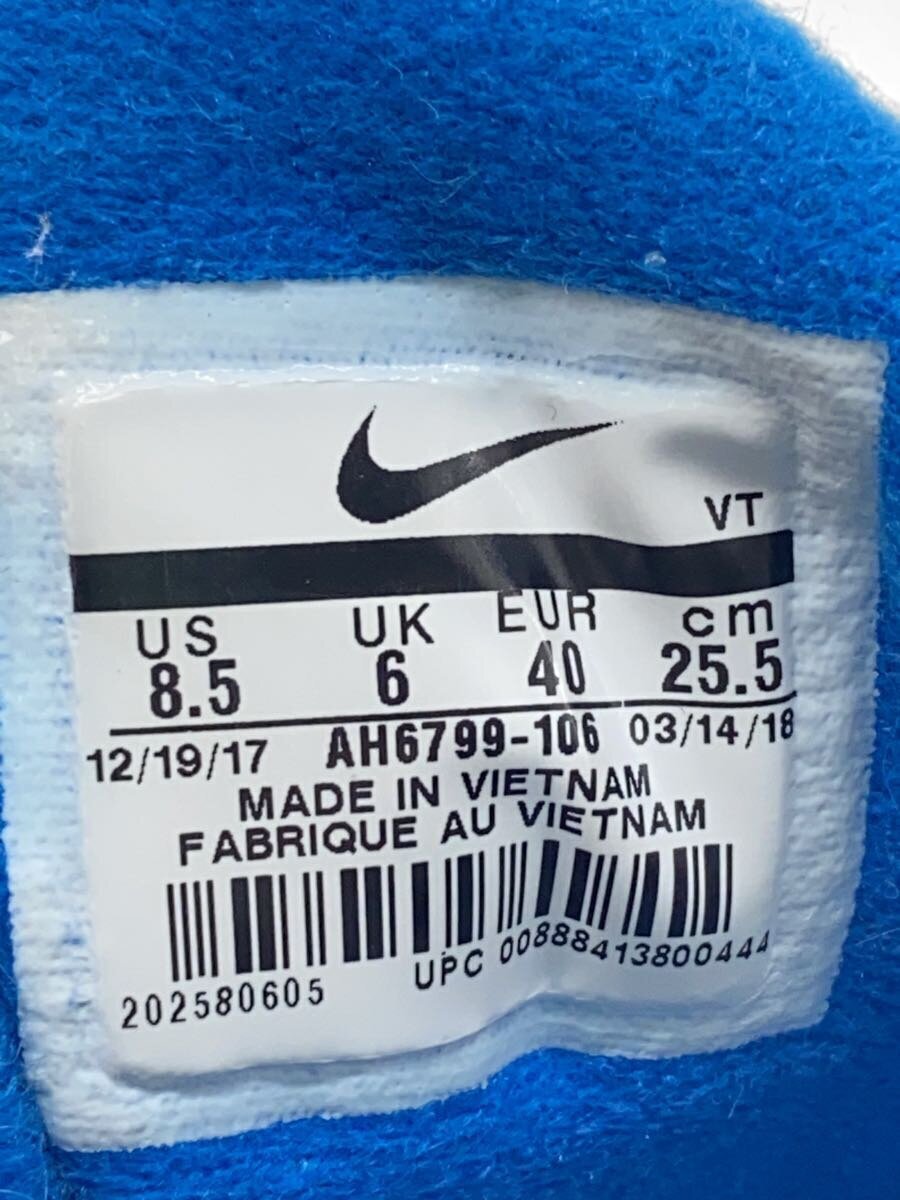 VT
US UK EUR cm
8.5 6 40 25.5
12/19/17 AH6799-106 03/14/18
MADE IN VIETNAM
FABRIQUE AU VIETNAM
202580605 UPC 00888413800444